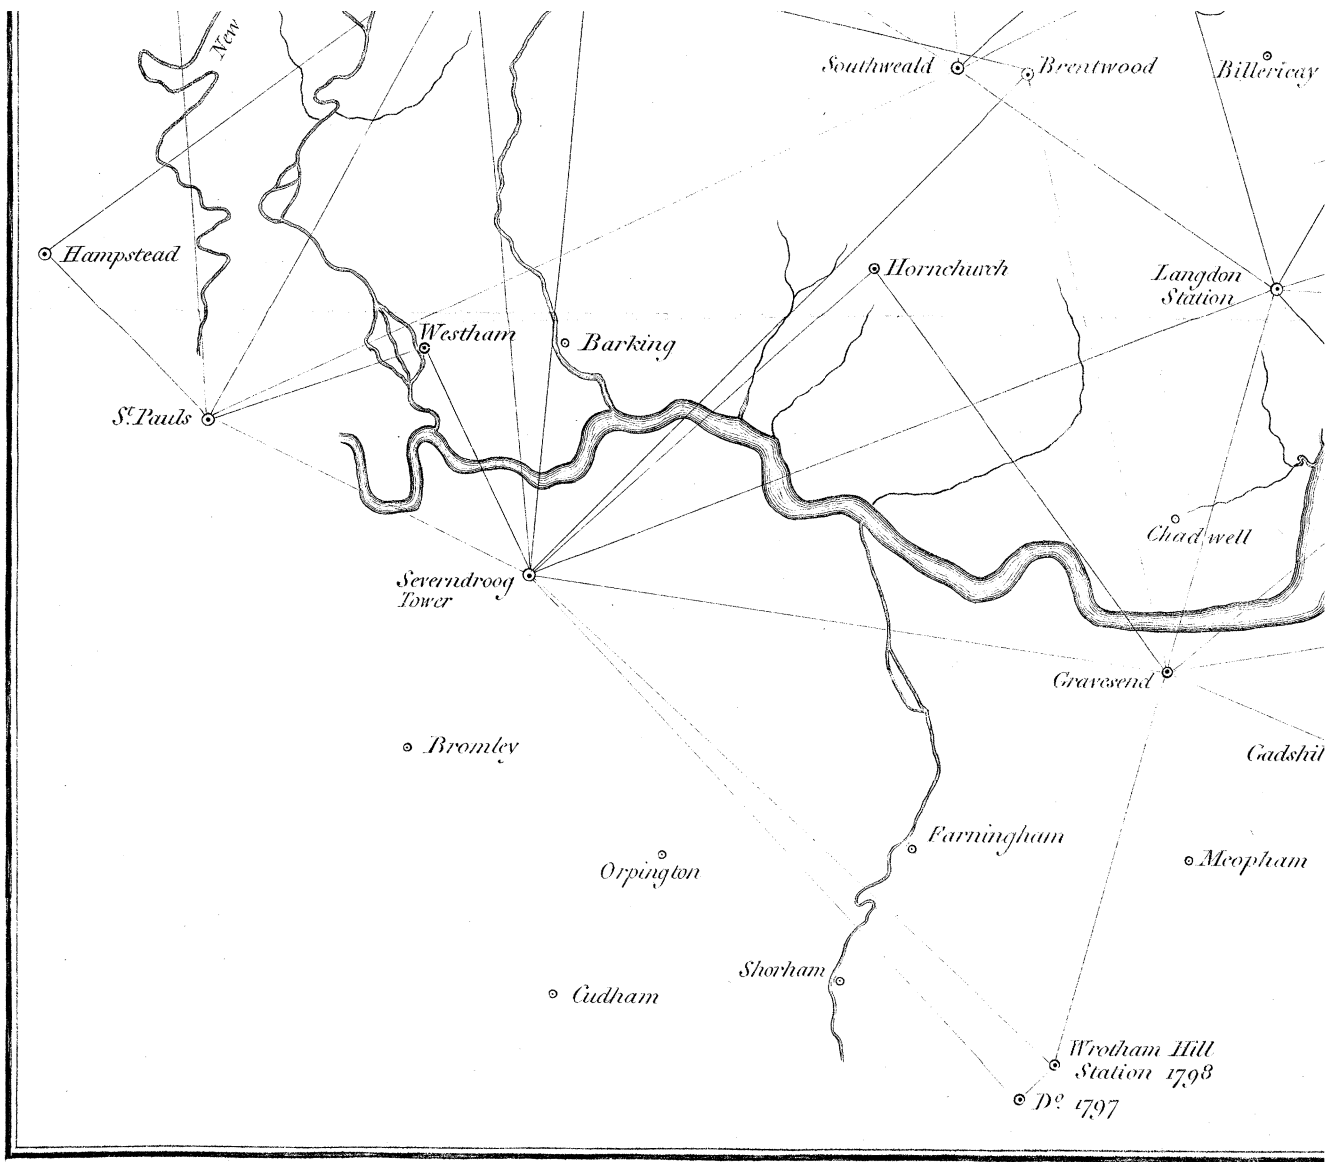 New
Southweald
Brentwood
Billericay
Hampstead
Hornchurch
Langdon
Station
Westham
Barking
St. Pauls
Chadwell
Severndroog
Tower
Gravesend
Bromley
Gadshil
Farningham
Meopham
Orpington
Shorham
Cudham
Wrotham Hill
Station 1798
Do. 1797